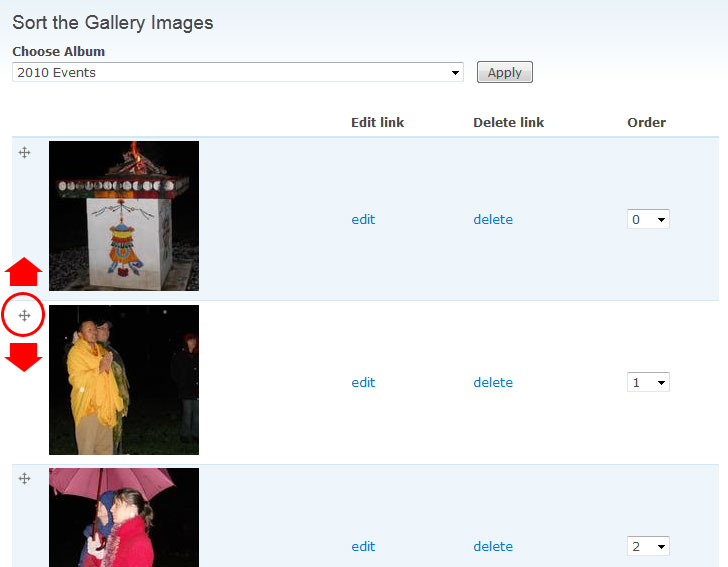 Sort the Gallery Images
Choose Album
2010 Events
Apply
Edit link Delete link Order
edit delete 0
edit delete 1
edit delete 2